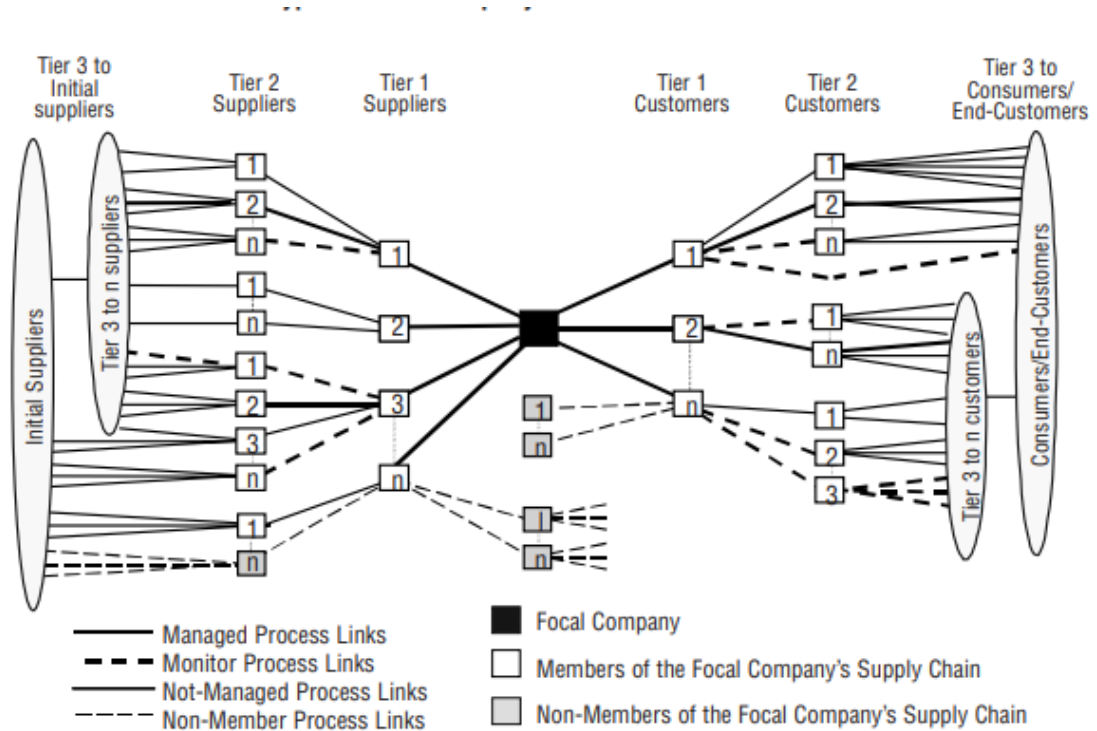 Tier 3 to
Initial
suppliers
Tier 2
Suppliers
Tier 1
Suppliers
Tier 1
Customers
Tier 2
Customers
Tier 3 to
Consumers/
End-Customers
Initial Suppliers
Tier 3 to n suppliers
1
2
n
1
n
1
2
3
n
1
n
1
2
3
n
1
n
1
n
1
2
n
1
2
n
1
n
1
2
3
Tier 3 to n customers
Consumers/End-Customers
Managed Process Links
Monitor Process Links
Not-Managed Process Links
Non-Member Process Links
Focal Company
Members of the Focal Company's Supply Chain
Non-Members of the Focal Company's Supply Chain